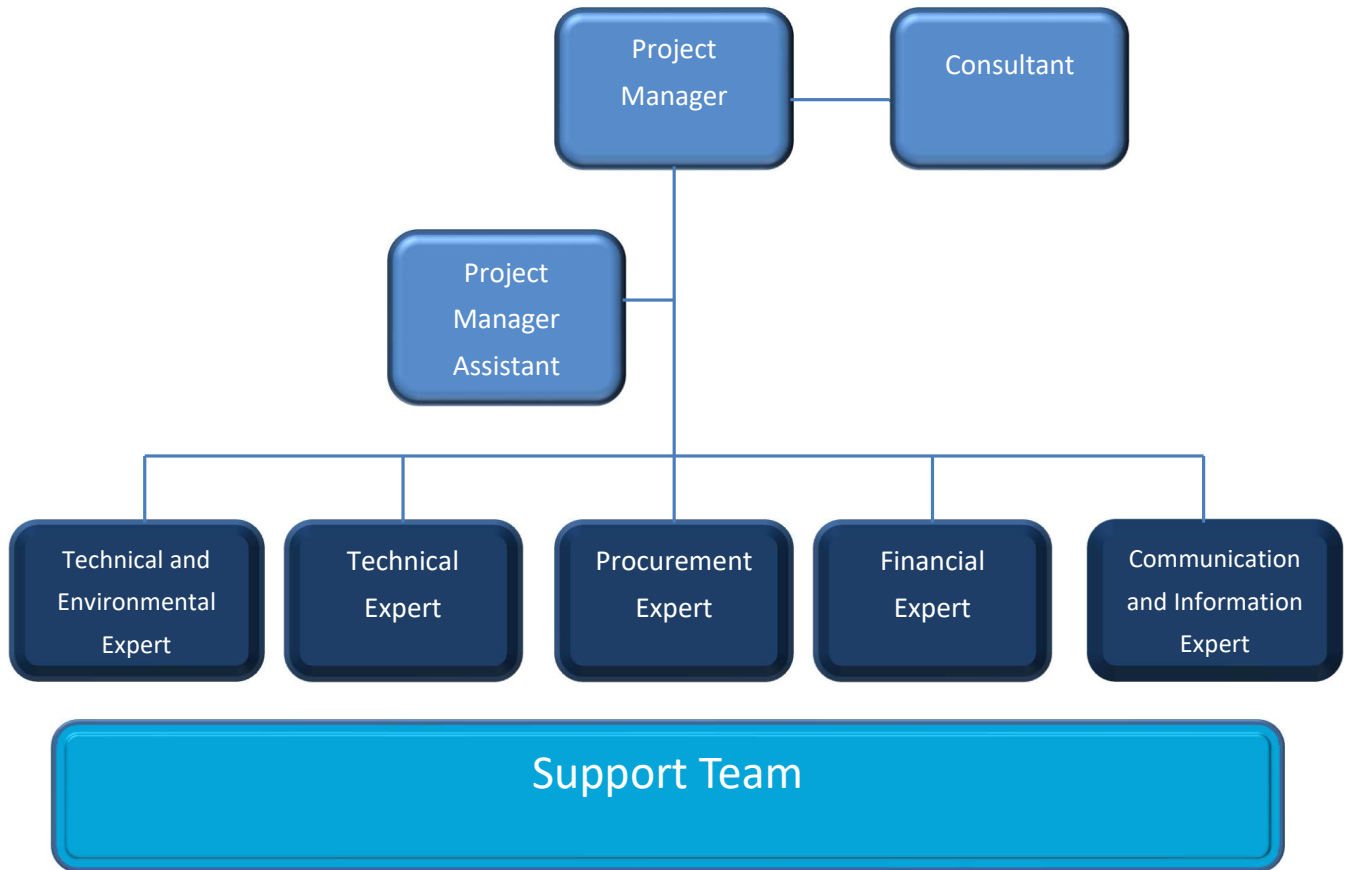 Project
Manager
Consultant
Project
Manager
Assistant
Technical and
Environmental
Expert
Technical
Expert
Procurement
Expert
Financial
Expert
Communication
and Information
Expert
Support Team